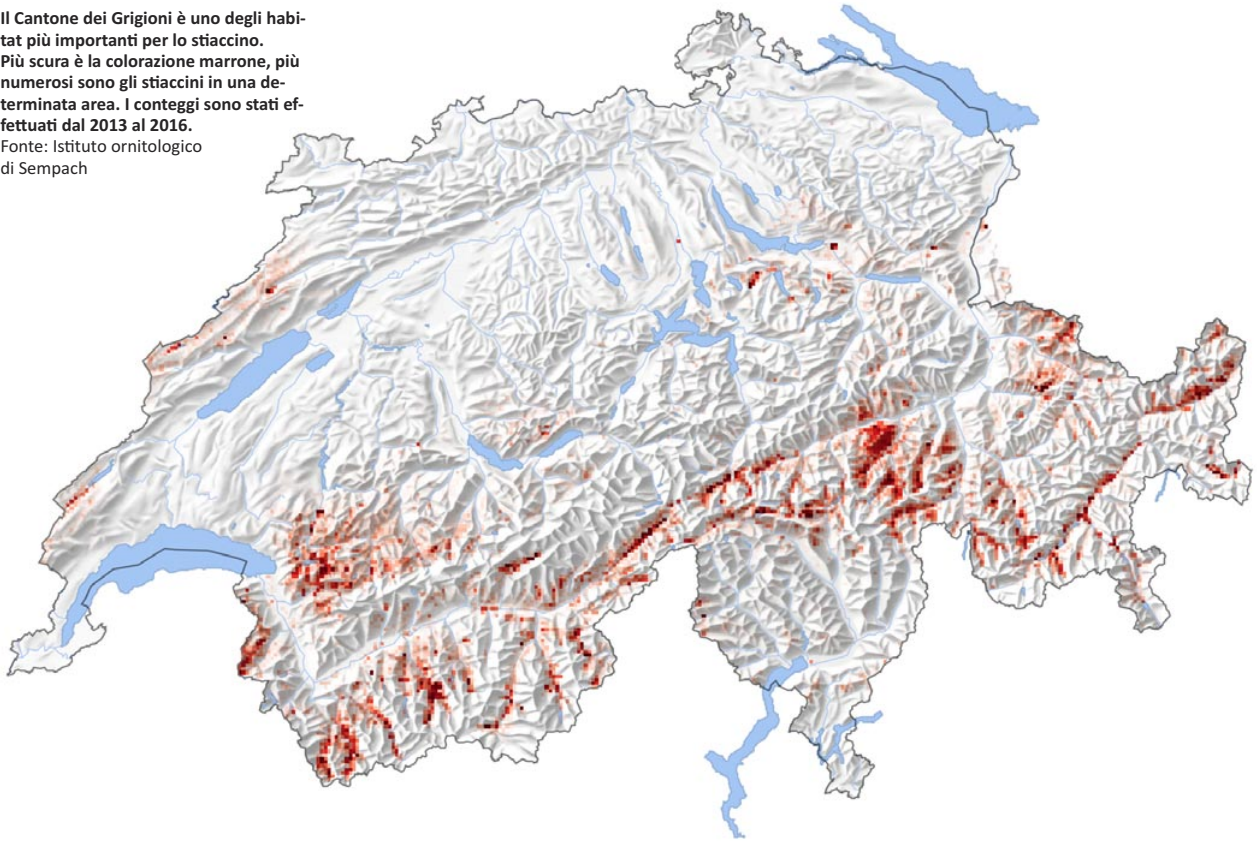 Il Cantone dei Grigioni è uno degli habi-
tat più importanti per lo stiaccino.
Più scura è la colorazione marrone, più
numerosi sono gli stiaccini in una de-
terminata area. I conteggi sono stati ef-
fettuati dal 2013 al 2016.
Fonte: Istituto ornitologico
di Sempach